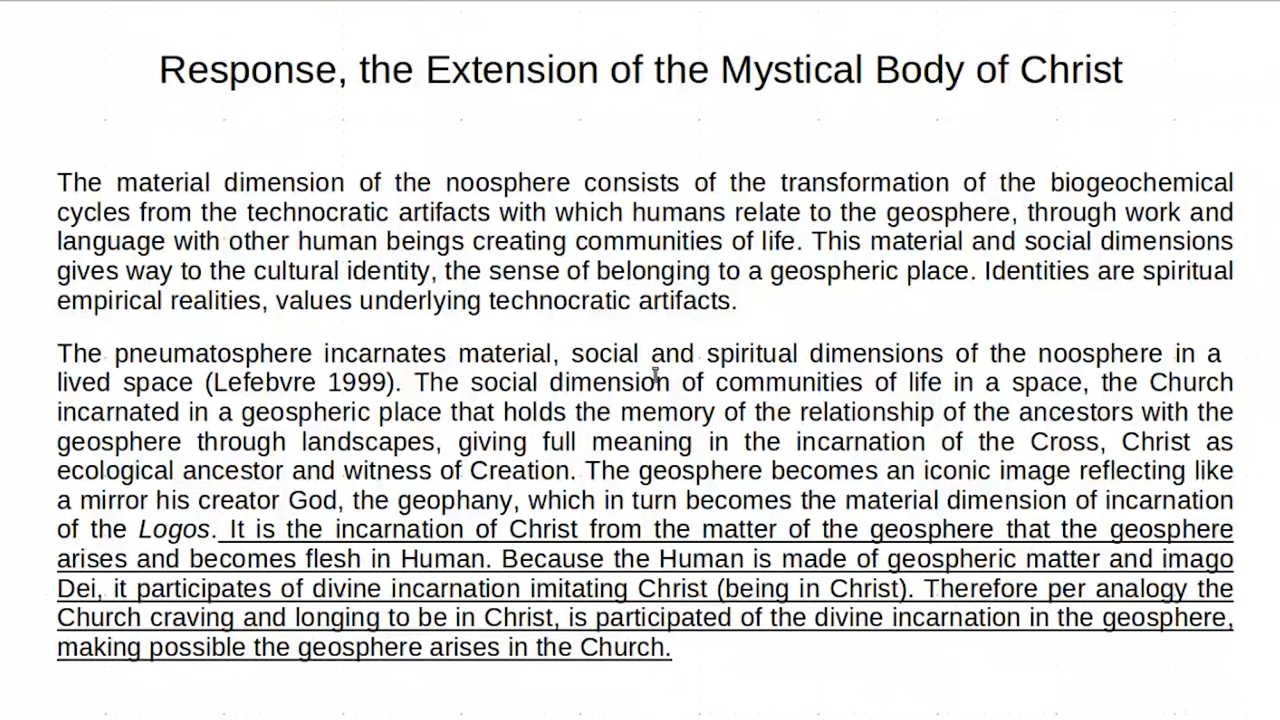 Response, the Extension of the Mystical Body of Christ
The material dimension of the noosphere consists of the transformation of the biogeochemical
cycles from the technocratic artifacts with which humans relate to the geosphere, through work and
language with other human beings creating communities of life. This material and social dimensions
gives way to the cultural identity, the sense of belonging to a geospheric place. Identities are spiritual
empirical realities, values underlying technocratic artifacts.
The pneumatosphere incarnates material, social and spiritual dimensions of the noosphere in a
lived space (Lefebvre 1999). The social dimension of communities of life in a space, the Church
incarnated in a geospheric place that holds the memory of the relationship of the ancestors with the
geosphere through landscapes, giving full meaning in the incarnation of the Cross, Christ as
ecological ancestor and witness of Creation. The geosphere becomes an iconic image reflecting like
a mirror his creator God, the geophany, which in turn becomes the material dimension of incarnation
of the Logos. It is the incarnation of Christ from the matter of the geosphere that the geosphere
arises and becomes flesh in Human. Because the Human is made of geospheric matter and imago
Dei, it participates of divine incarnation imitating Christ (being in Christ). Therefore per analogy the
Church craving and longing to be in Christ, is participated of the divine incarnation in the geosphere,
making possible the geosphere arises in the Church.